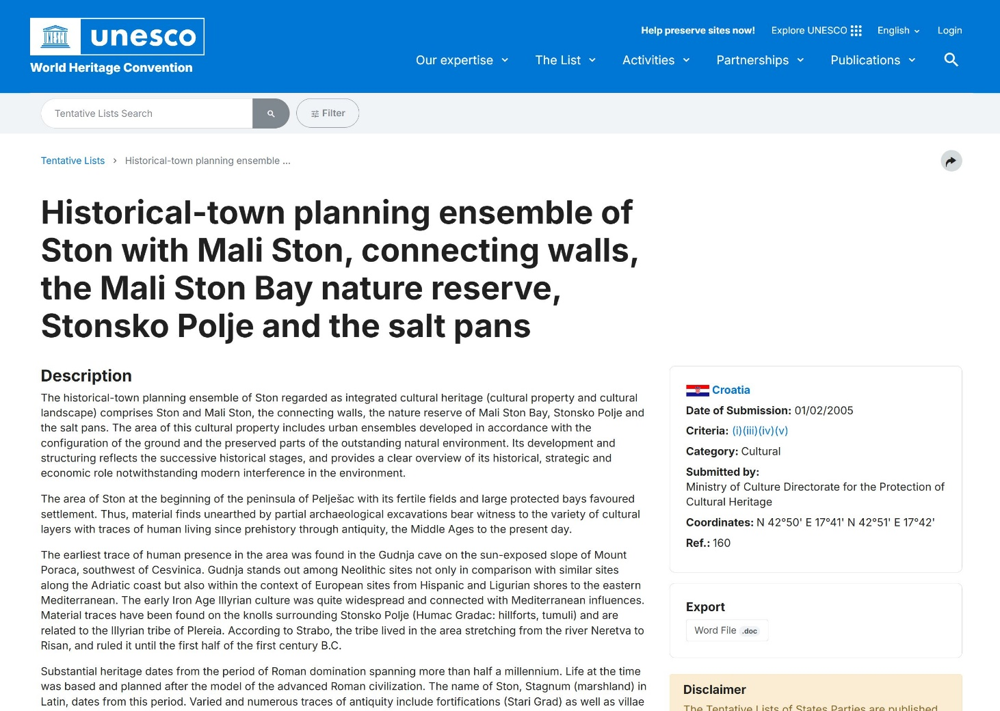 UNESCO
unesco
World Heritage Convention
Help preserve sites now! Explore UNESCO English Login
Our expertise The List Activities Partnerships Publications
Tentative Lists Search Filter
Tentative Lists > Historical-town planning ensemble ...
Historical-town planning ensemble of
Ston with Mali Ston, connecting walls,
the Mali Ston Bay nature reserve,
Stonsko Polje and the salt pans
Description
The historical-town planning ensemble of Ston regarded as integrated cultural heritage (cultural property and cultural
landscape) comprises Ston and Mali Ston, the connecting walls, the nature reserve of Mali Ston Bay, Stonsko Polje and
the salt pans. The area of this cultural property includes urban ensembles developed in accordance with the
configuration of the ground and the preserved parts of the outstanding natural environment. Its development and
structuring reflects the successive historical stages, and provides a clear overview of its historical, strategic and
economic role notwithstanding modern interference in the environment.
The area of Ston at the beginning of the peninsula of Pelješac with its fertile fields and large protected bays favoured
settlement. Thus, material finds unearthed by partial archaeological excavations bear witness to the variety of cultural
layers with traces of human living since prehistory through antiquity, the Middle Ages to the present day.
The earliest trace of human presence in the area was found in the Gudnja cave on the sun-exposed slope of Mount
Poraca, southwest of Cesvinica. Gudnja stands out among Neolithic sites not only in comparison with similar sites
along the Adriatic coast but also within the context of European sites from Hispanic and Ligurian shores to the eastern
Mediterranean. The early Iron Age Illyrian culture was quite widespread and connected with Mediterranean influences.
Material traces have been found on the knolls surrounding Stonsko Polje (Humac Gradac: hillforts, tumuli) and are
related to the Illyrian tribe of Plereia. According to Strabo, the tribe lived in the area stretching from the river Neretva to
Risan, and ruled it until the first half of the first century B.C.
Substantial heritage dates from the period of Roman domination spanning more than half a millennium. Life at the time
was based and planned after the model of the advanced Roman civilization. The name of Ston, Stagnum (marshland) in
Latin, dates from this period. Varied and numerous traces of antiquity include fortifications (Stari Grad) as well as villae
Croatia
Date of Submission: 01/02/2005
Criteria: (i)(iii)(iv)(v)
Category: Cultural
Submitted by:
Ministry of Culture Directorate for the Protection of
Cultural Heritage
Coordinates: N 42°50' E 17°41' N 42°51' E 17°42'
Ref.: 160
Export
Word File .doc
Disclaimer
The Tentative Lists of States Parties are published